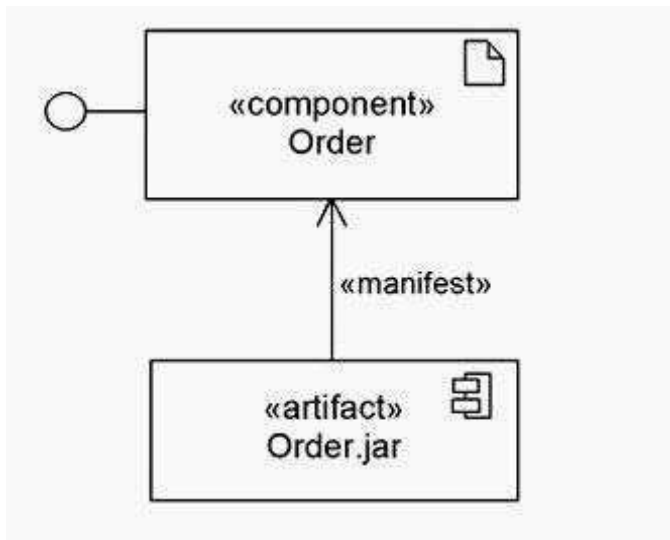 «component»
Order
«manifest»
«artifact»
Order.jar